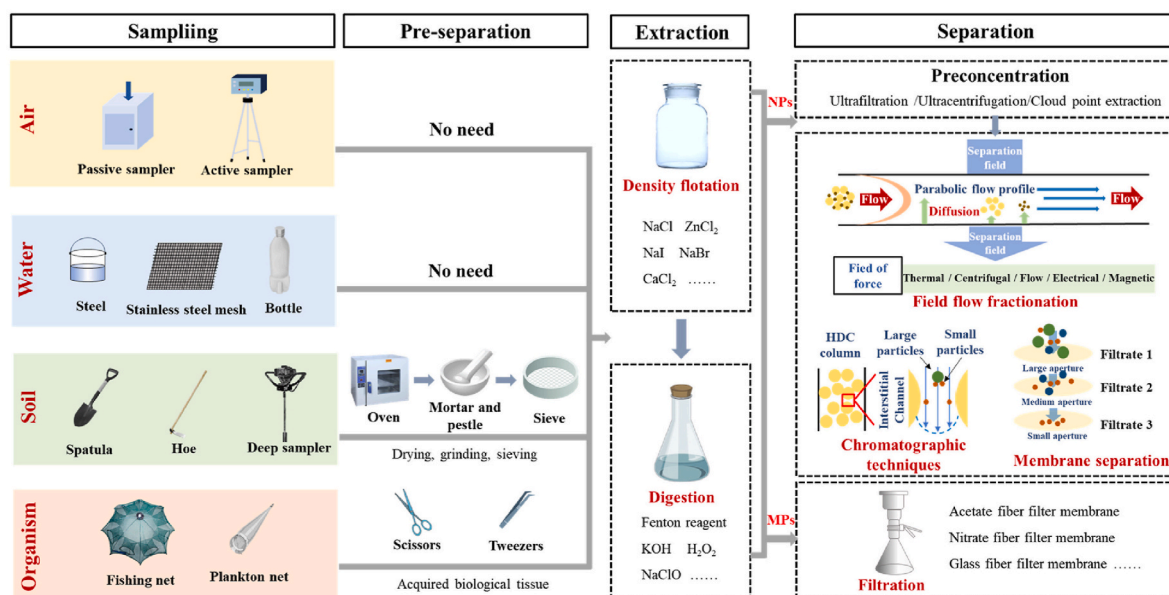 Sampliing
Pre-separation
Extraction
Separation
Air
Passive sampler
Active sampler
No need
Water
Steel
Stainless steel mesh
Bottle
No need
Soil
Spatula
Hoe
Deep sampler
Oven
Mortar and
pestle
Sieve
Drying, grinding, sieving
Organism
Fishing net
Plankton net
Scissors
Tweezers
Acquired biological tissue
Density flotation
NaCl ZnCl₂
NaI NaBr
CaCl₂ ......
Digestion
Fenton reagent
KOH H₂O₂
NaClO ......
NPs
MPs
Preconcentration
Ultrafiltration /Ultracentrifugation/Cloud point extraction
Separation
field
Flow
Parabolic flow profile
Diffusion
Flow
Separation
field
Fied of
force
Thermal / Centrifugal / Flow / Electrical / Magnetic
Field flow fractionation
HDC
column
Large
particles
Small
particles
Interstitial
Channel
Chromatographic
techniques
Large aperture
Filtrate 1
Medium aperture
Filtrate 2
Small aperture
Filtrate 3
Membrane separation
Filtration
Acetate fiber filter membrane
Nitrate fiber filter membrane
Glass fiber filter membrane ......